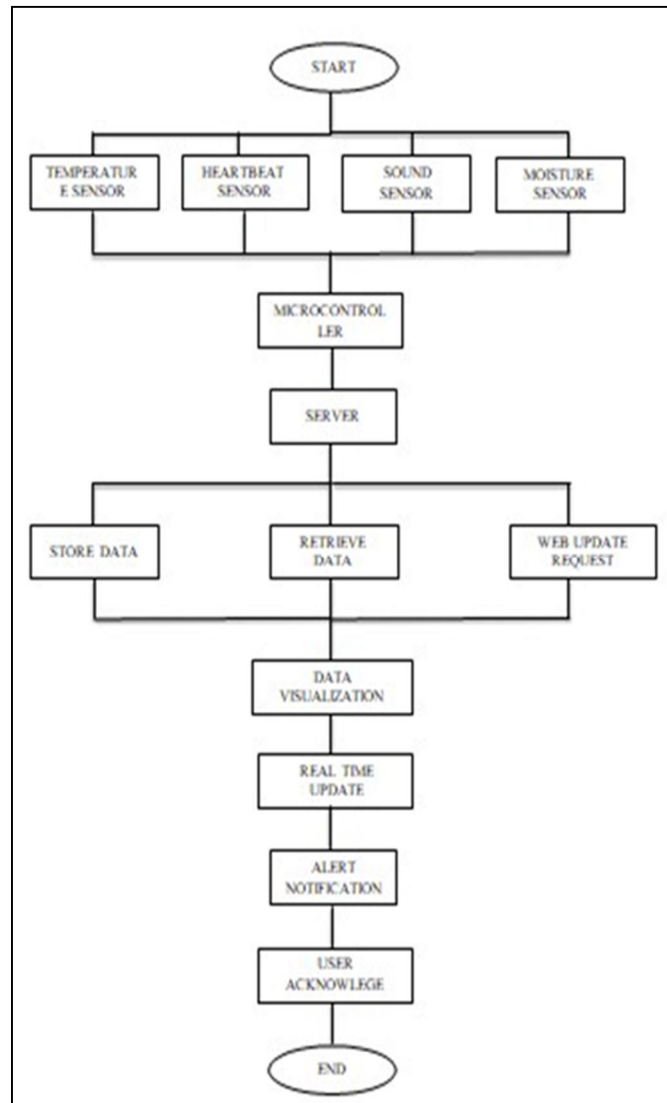 START
TEMPERATUR
E SENSOR
HEARTBEAT
SENSOR
SOUND
SENSOR
MOISTURE
SENSOR
MICROCONTROL
LER
SERVER
STORE DATA
RETRIEVE
DATA
WEB UPDATE
REQUEST
DATA
VISUALIZATION
REAL TIME
UPDATE
ALERT
NOTIFICATION
USER
ACKNOWLEGE
END